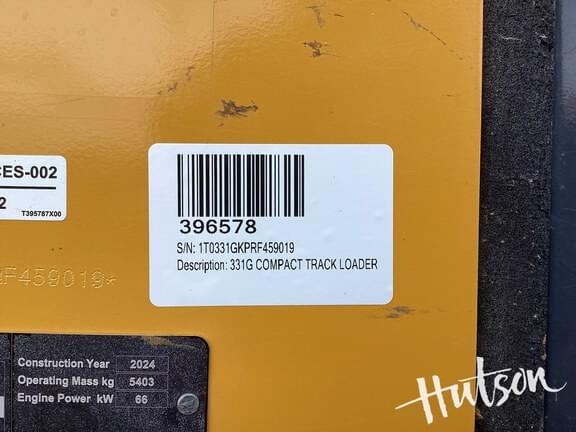 CES-002
2
T395787X00
396578
S/N: 1T0331GKPRF459019
Description: 331G COMPACT TRACK LOADER
F459019*
Construction Year 2024
Operating Mass kg 5403
Engine Power kW 66
Hutson